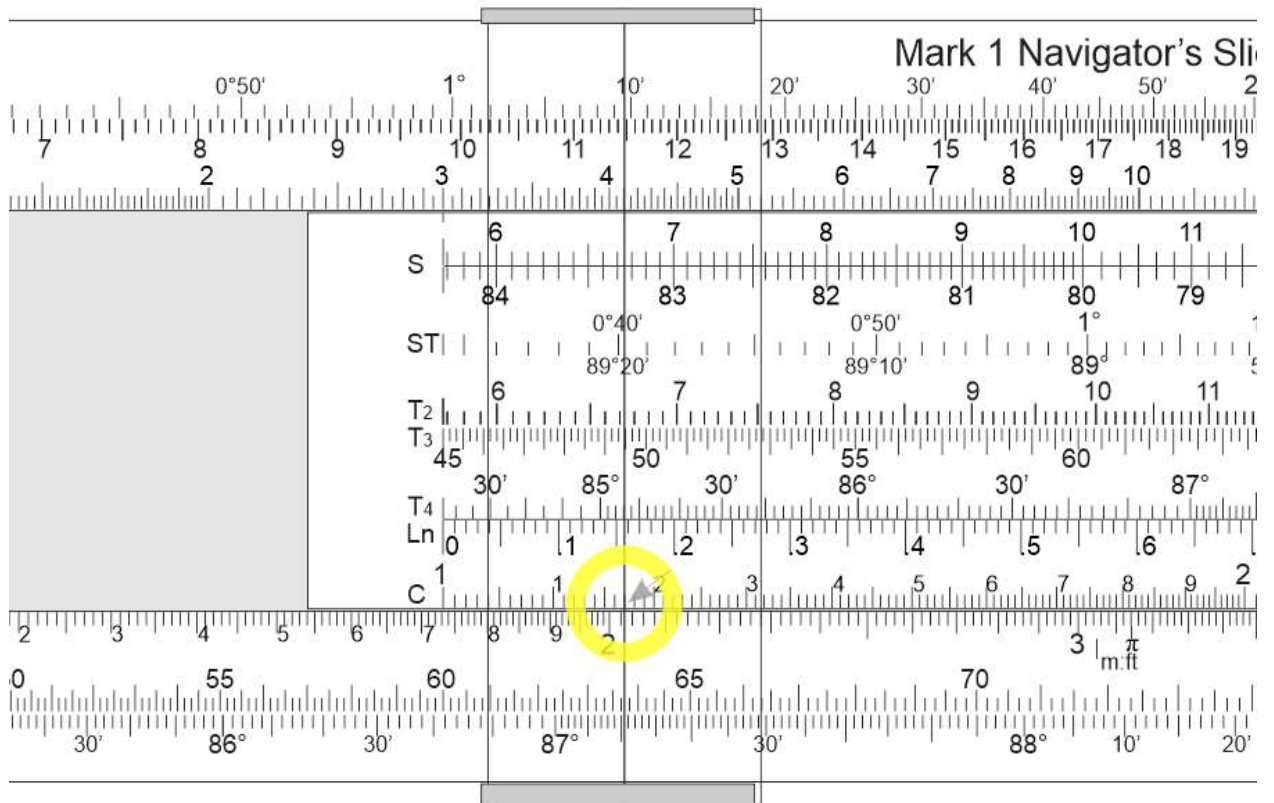 Mark 1 Navigator's Sli
0°50' 1° 10' 20' 30' 40' 50' 2
7 8 9 10 11 12 13 14 15 16 17 18 19
2 3 4 5 6 7 8 9 10
6 7 8 9 10 11
S
84 83 82 81 80 79
0°40' 0°50' 1°
ST
89°20' 89°10' 89°
6 7 8 9 10 11
T2
T3
45 50 55 60
30' 85° 30' 86° 30' 87°
T4
Ln 0 .1 .2 .3 .4 .5 .6
1 1 2 3 4 5 6 7 8 9 2
C
2 3 4 5 6 7 8 9 2 3 π
m:ft
0 55 60 65 70
30' 86° 30' 87° 30' 88° 10' 20'